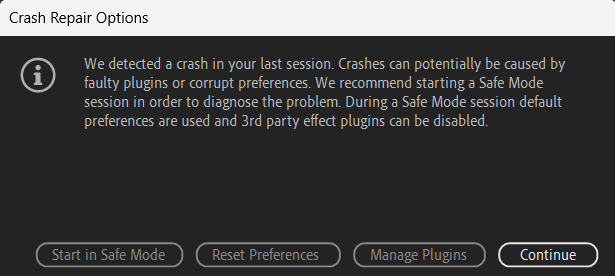 Crash Repair Options
We detected a crash in your last session. Crashes can potentially be caused by
faulty plugins or corrupt preferences. We recommend starting a Safe Mode
session in order to diagnose the problem. During a Safe Mode session default
preferences are used and 3rd party effect plugins can be disabled.
Start in Safe Mode
Reset Preferences
Manage Plugins
Continue